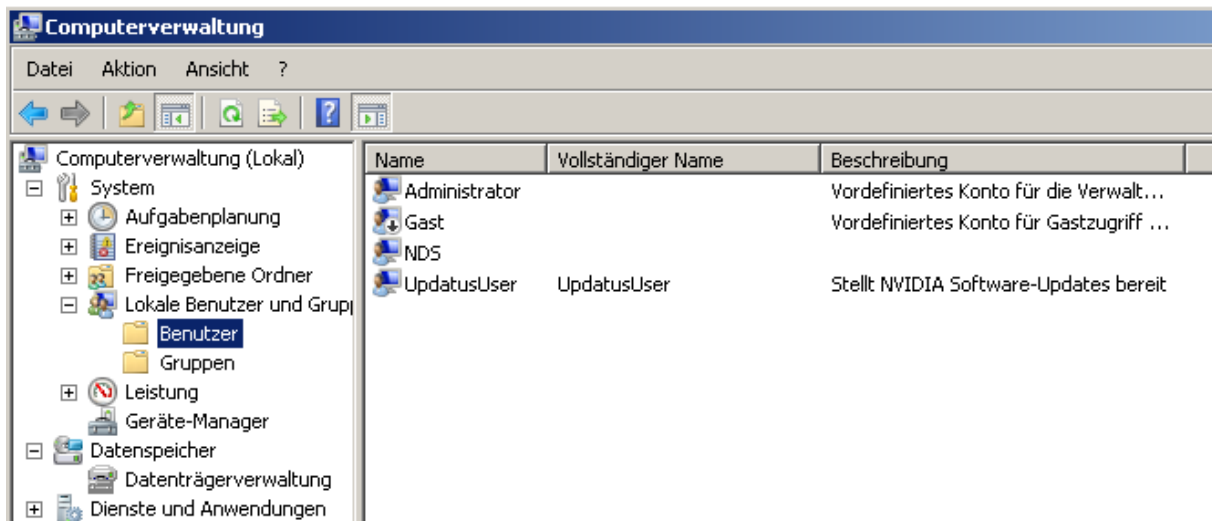 Computerverwaltung
Datei Aktion Ansicht ?
Computerverwaltung (Lokal)
System
Aufgabenplanung
Ereignisanzeige
Freigegebene Ordner
Lokale Benutzer und Grupp
Benutzer
Gruppen
Leistung
Geräte-Manager
Datenspeicher
Datenträgerverwaltung
Dienste und Anwendungen
Name Vollständiger Name Beschreibung
Administrator Vordefiniertes Konto für die Verwalt...
Gast Vordefiniertes Konto für Gastzugriff ...
NDS
UpdatusUser UpdatusUser Stellt NVIDIA Software-Updates bereit